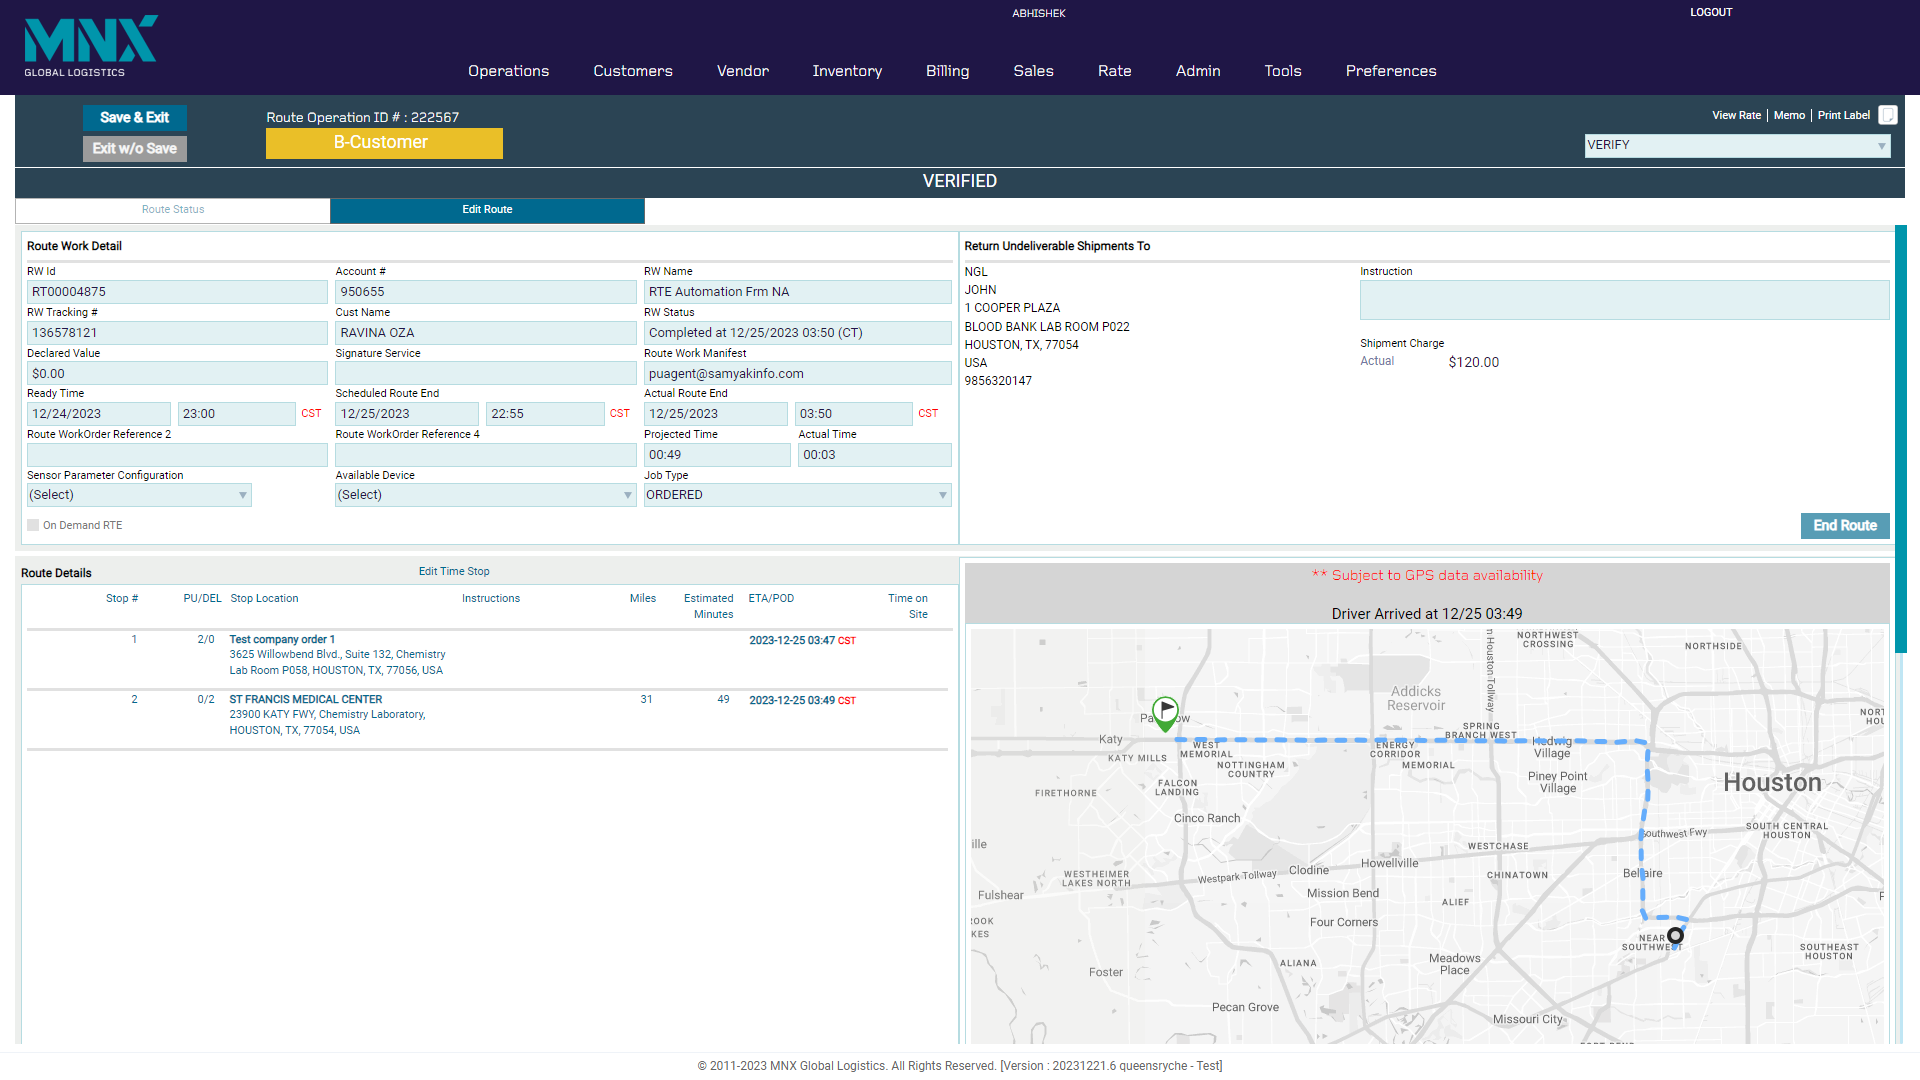 MNX
GLOBAL LOGISTICS
ABHISHEK
LOGOUT
Operations Customers Vendor Inventory Billing Sales Rate Admin Tools Preferences
Save & Exit
Exit w/o Save
Route Operation ID # : 222567
B-Customer
View Rate | Memo | Print Label
VERIFY
VERIFIED
Route Status
Edit Route
Route Work Detail
RW Id Account # RW Name
RT00004875 950655 RTE Automation Frm NA
RW Tracking # Cust Name RW Status
136578121 RAVINA OZA Completed at 12/25/2023 03:50 (CT)
Declared Value Signature Service Route Work Manifest
$0.00 puagent@samyakinfo.com
Ready Time Scheduled Route End Actual Route End
12/24/2023 23:00 CST 12/25/2023 22:55 CST 12/25/2023 03:50 CST
Route WorkOrder Reference 2 Route WorkOrder Reference 4 Projected Time Actual Time
00:49 00:03
Sensor Parameter Configuration Available Device Job Type
(Select) (Select) ORDERED
On Demand RTE
Return Undeliverable Shipments To
NGL
JOHN
1 COOPER PLAZA
BLOOD BANK LAB ROOM P022
HOUSTON, TX, 77054
USA
9856320147
Instruction
Shipment Charge
Actual $120.00
End Route
Route Details Edit Time Stop
Stop # PU/DEL Stop Location Instructions Miles Estimated Minutes ETA/POD Time on Site
1 2/0 Test company order 1 2023-12-25 03:47 CST
3625 Willowbend Blvd., Suite 132, Chemistry
Lab Room P058, HOUSTON, TX, 77056, USA
2 0/2 ST FRANCIS MEDICAL CENTER 31 49 2023-12-25 03:49 CST
23900 KATY FWY, Chemistry Laboratory,
HOUSTON, TX, 77054, USA
** Subject to GPS data availability
Driver Arrived at 12/25 03:49
n Houston Tollway
NORTHWEST
CROSSING
NORTHSIDE
Addicks
Reservoir
SPRING
BRANCH WEST
Katy
KATY MILLS
WEST
MEMORIAL
NOTTINGHAM
COUNTRY
ENERGY
CORRIDOR
MEMORIAL
Hedwig
Village
Piney Point
Village
FALCON
LANDING
FIRETHORNE
Houston
Cinco Ranch
SOUTH CENTRAL
HOUSTON
Southwest Fwy
WESTCHASE
Howellville
Clodine
Westpark Tollway
WESTHEIMER
LAKES NORTH
CHINATOWN
Bellaire
Fulshear
Mission Bend
ALIEF
Four Corners
NEAR
SOUTHWEST
SOUTHEAST
HOUSTON
ALIANA
Meadows
Place
Foster
Pecan Grove
Missouri City
© 2011-2023 MNX Global Logistics. All Rights Reserved. [Version : 20231221.6 queensryche - Test]